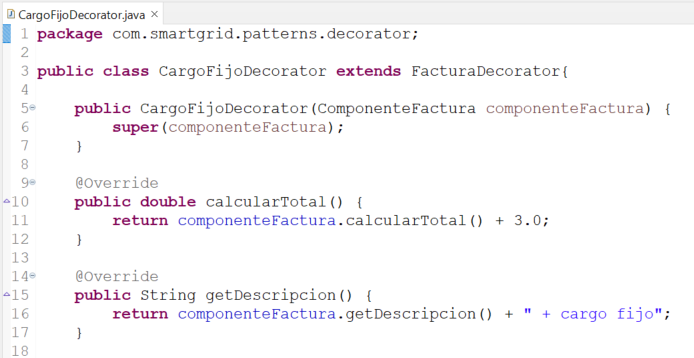 CargoFijoDecorator.java ×
1 package com.smartgrid.patterns.decorator;
2
3 public class CargoFijoDecorator extends FacturaDecorator{
4
5     public CargoFijoDecorator(ComponenteFactura componenteFactura) {
6         super(componenteFactura);
7     }
8
9     @Override
10     public double calcularTotal() {
11         return componenteFactura.calcularTotal() + 3.0;
12     }
13
14     @Override
15     public String getDescripcion() {
16         return componenteFactura.getDescripcion() + " + cargo fijo";
17     }
18